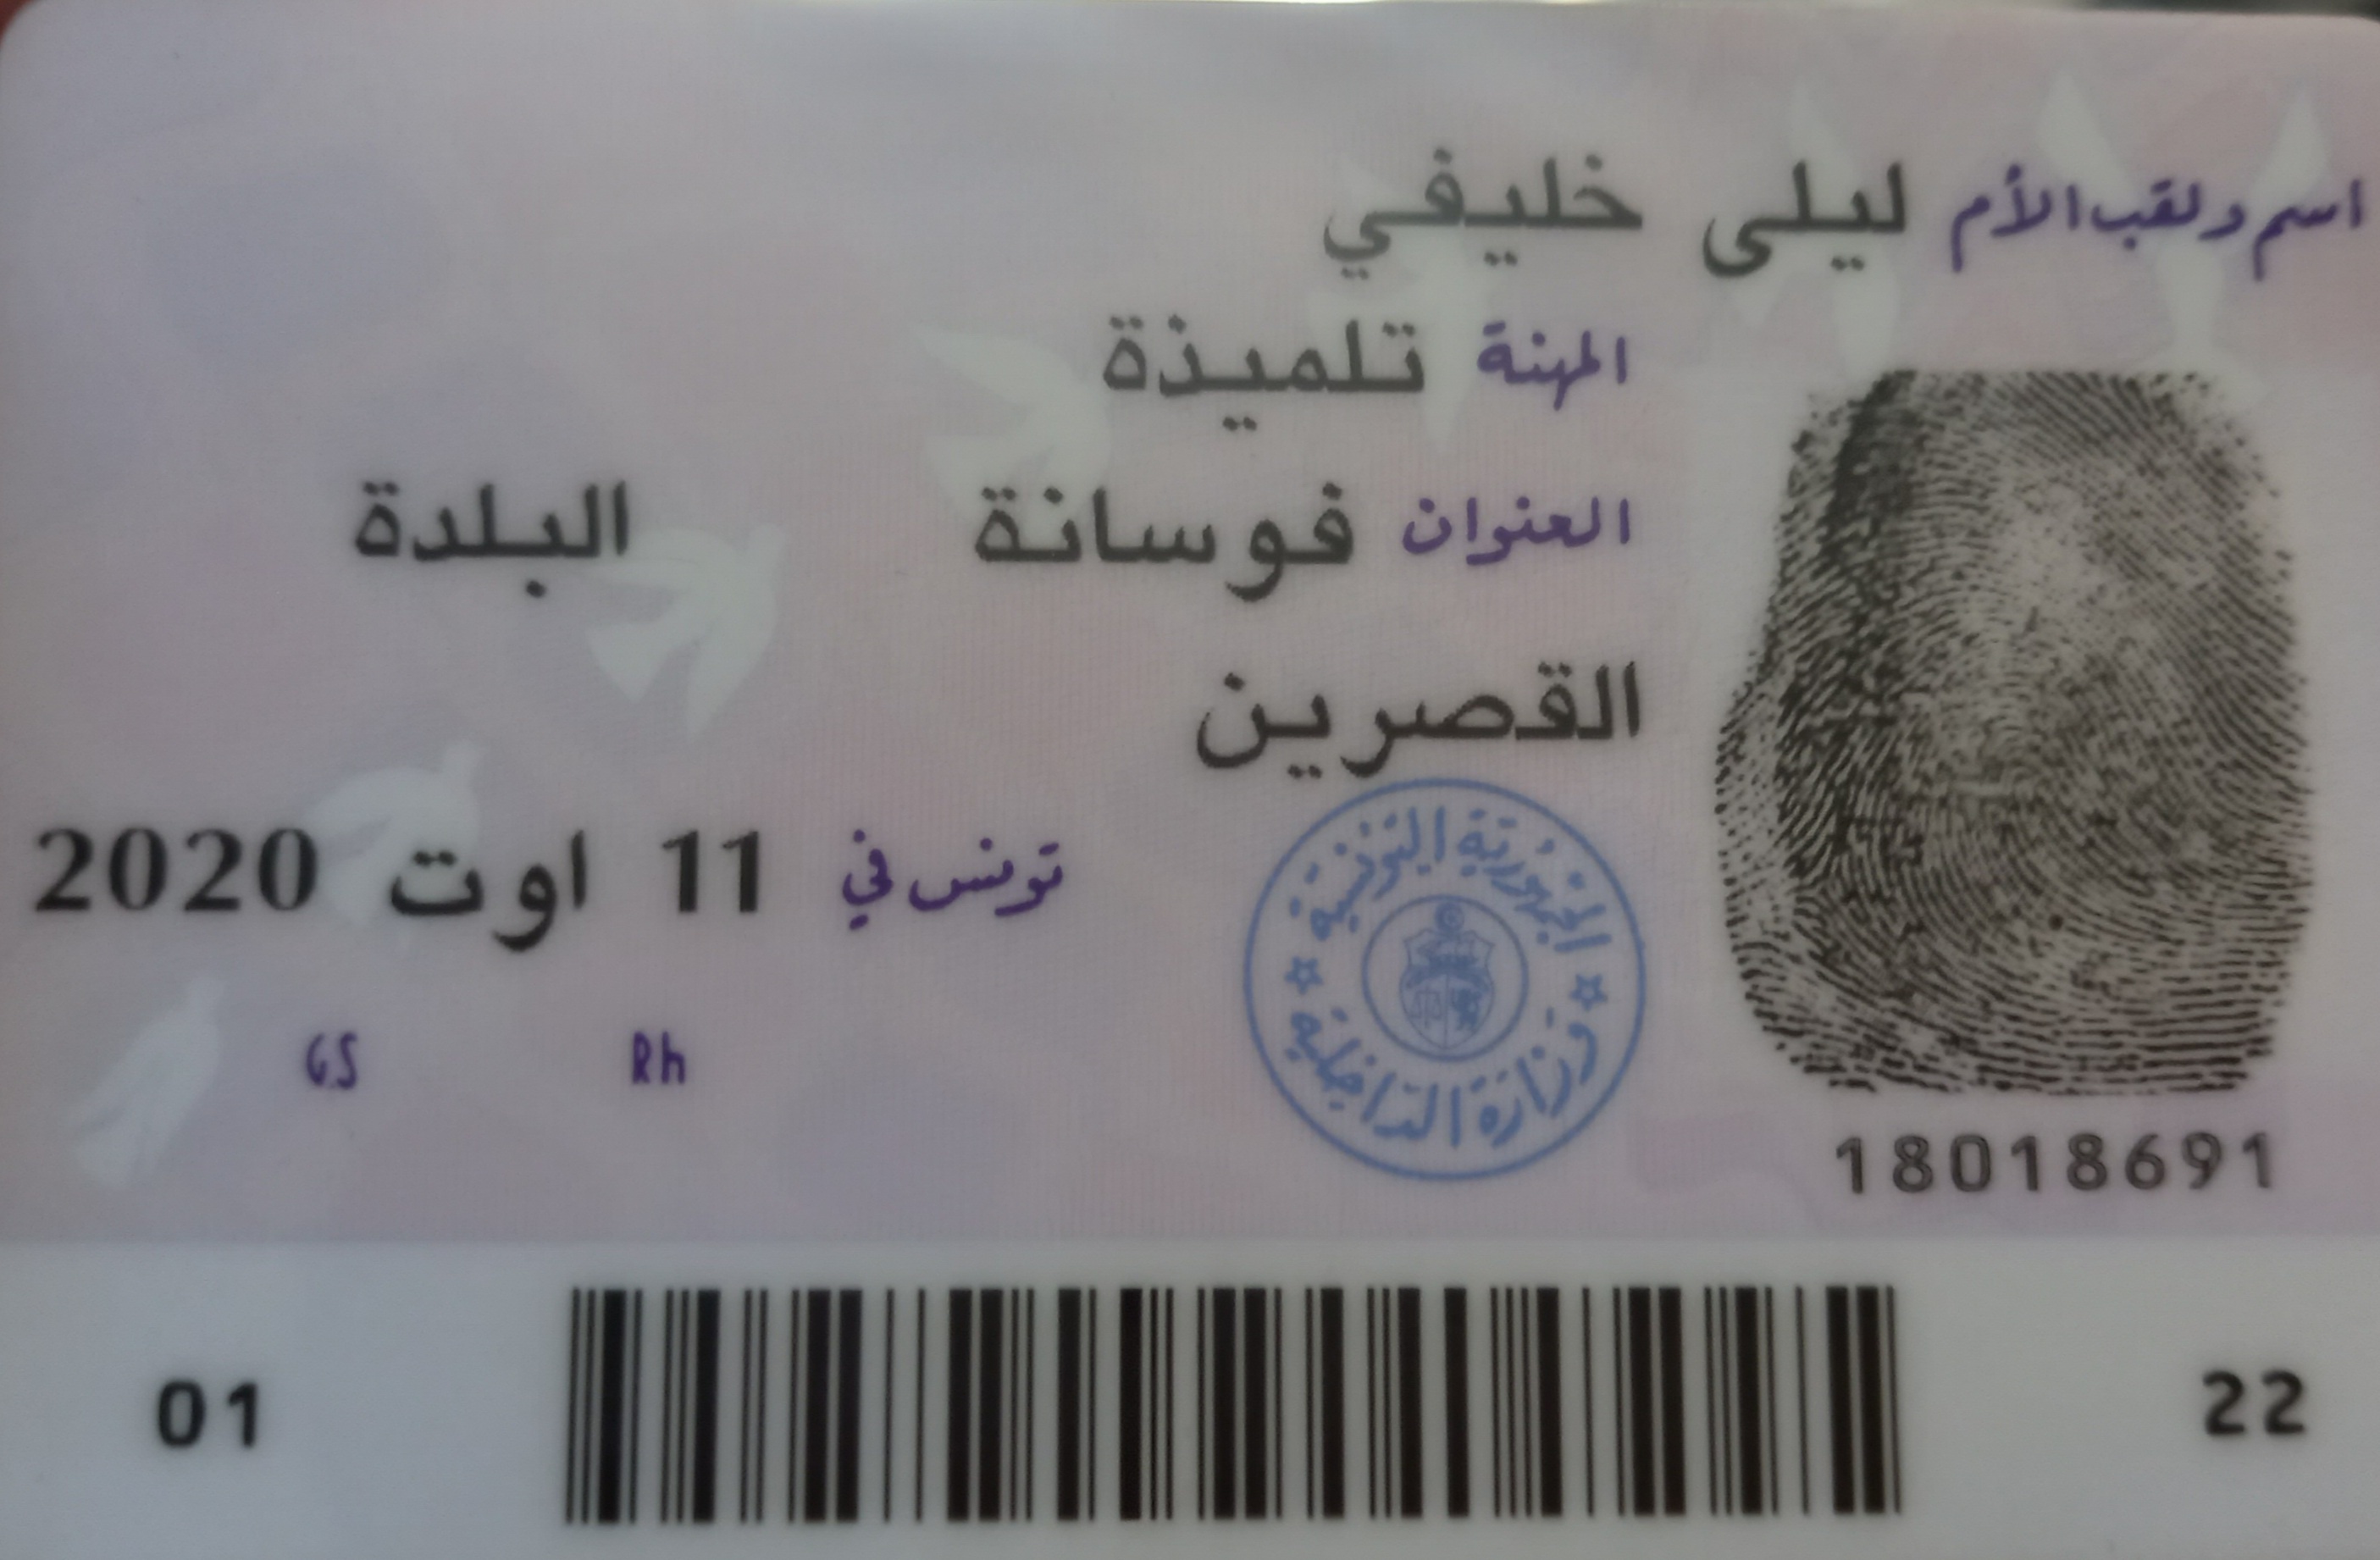 اسم ولقب الأم ليلى خليفي
المهنة تلميذة
العنوان فوسانة البلدة
القصرين
تونس في 11 اوت 2020
الجمهورية التونسية
وزارة الداخلية
GS Rh
18018691
01 22